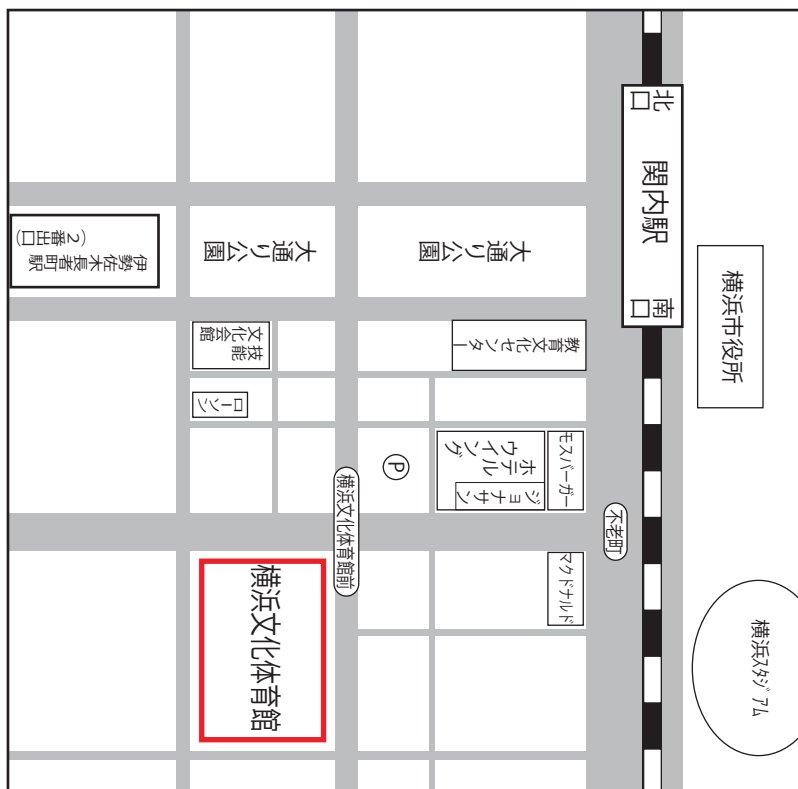 北口
関内駅
南口
横浜市役所
大通り公園
大通り公園
伊勢佐木長者町駅
(2番出口)
教育文化センター
技能
文化会館
ローソン
モスバーガー
ホテル
ウイング
ジョナサン
P
不老町
横浜文化体育館前
マクドナルド
横浜文化体育館
横浜ｽﾀｼﾞｱﾑ